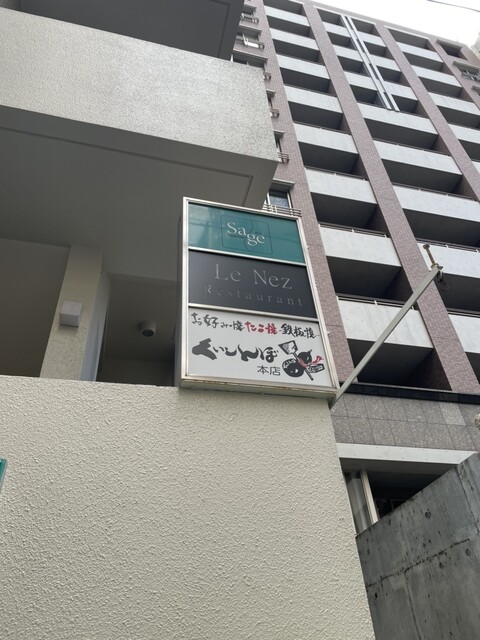 Sage
Le Nez
Restaurant
お好み焼 たこ焼 鉄板焼
くいしんぼ
本店